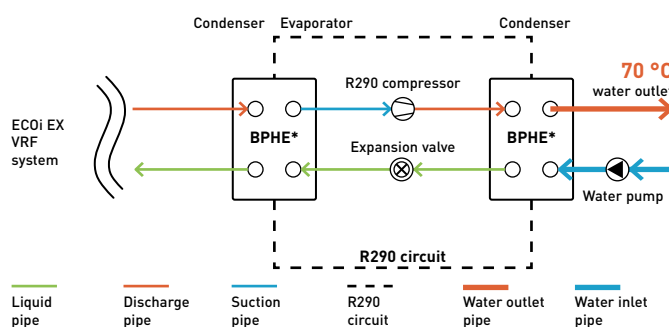 Condenser Evaporator Condenser
70 °C
R290 compressor
water outlet
ECOi EX
VRF
system
BPHE*
BPHE*
Expansion valve
Water pump
R290 circuit
Liquid
pipe
Discharge
pipe
Suction
pipe
R290
circuit
Water outlet
pipe
Water inlet
pipe